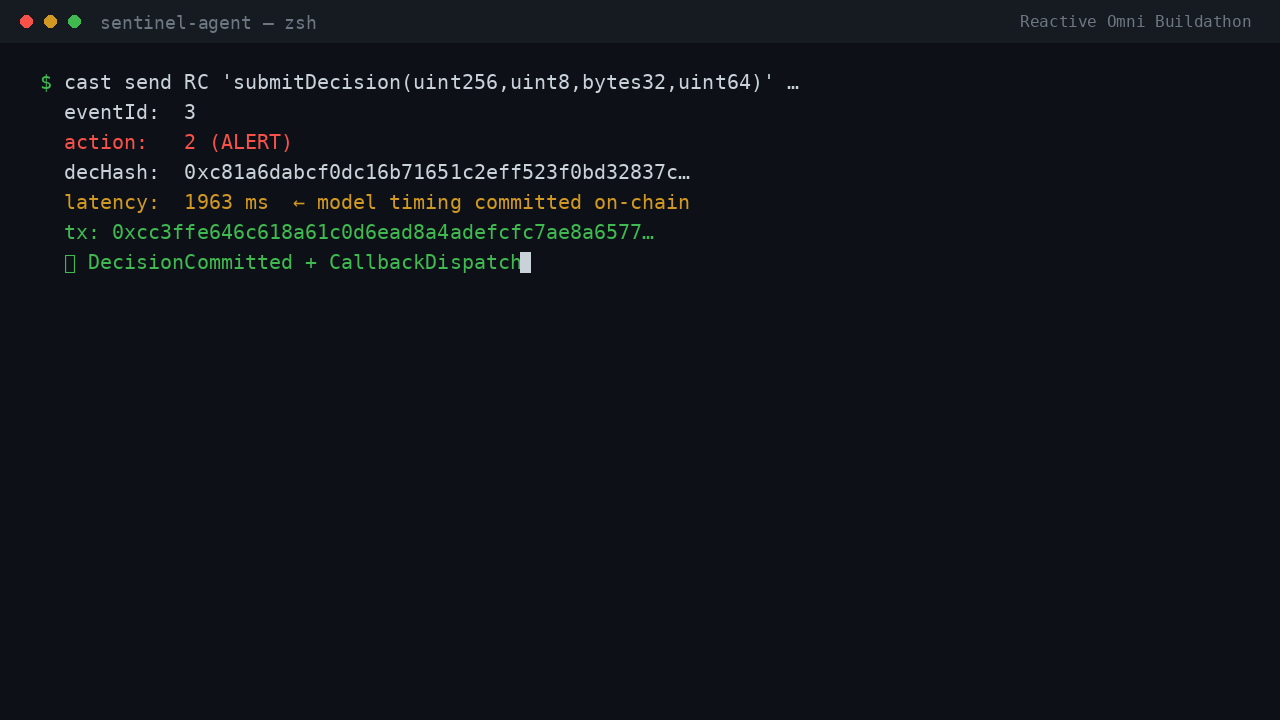 sentinel-agent — zsh
Reactive Omni Buildathon
$ cast send RC 'submitDecision(uint256,uint8,bytes32,uint64)' …
eventId: 3
action: 2 (ALERT)
decHash: 0xc81a6dabcf0dc16b71651c2eff523f0bd32837c…
latency: 1963 ms ← model timing committed on-chain
tx: 0xcc3ffe646c618a61c0d6ead8a4adefcfc7ae8a6577…
▯ DecisionCommitted + CallbackDispatch